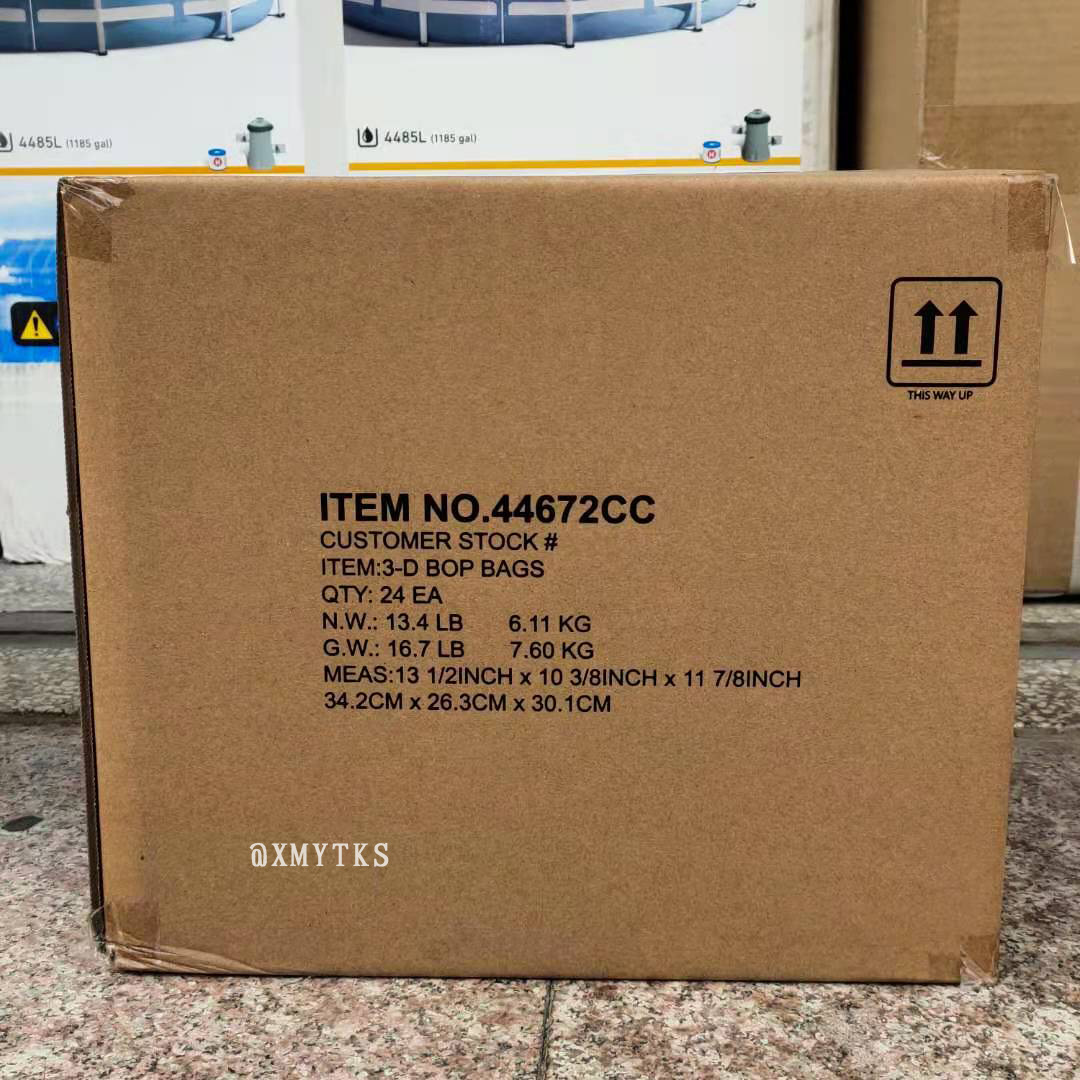 4485L (1185 gal)
4485L (1185 gal)
H
H
THIS WAY UP
ITEM NO.44672CC
CUSTOMER STOCK #
ITEM:3-D BOP BAGS
QTY: 24 EA
N.W.: 13.4 LB 6.11 KG
G.W.: 16.7 LB 7.60 KG
MEAS:13 1/2INCH x 10 3/8INCH x 11 7/8INCH
34.2CM x 26.3CM x 30.1CM
@XMYTKS